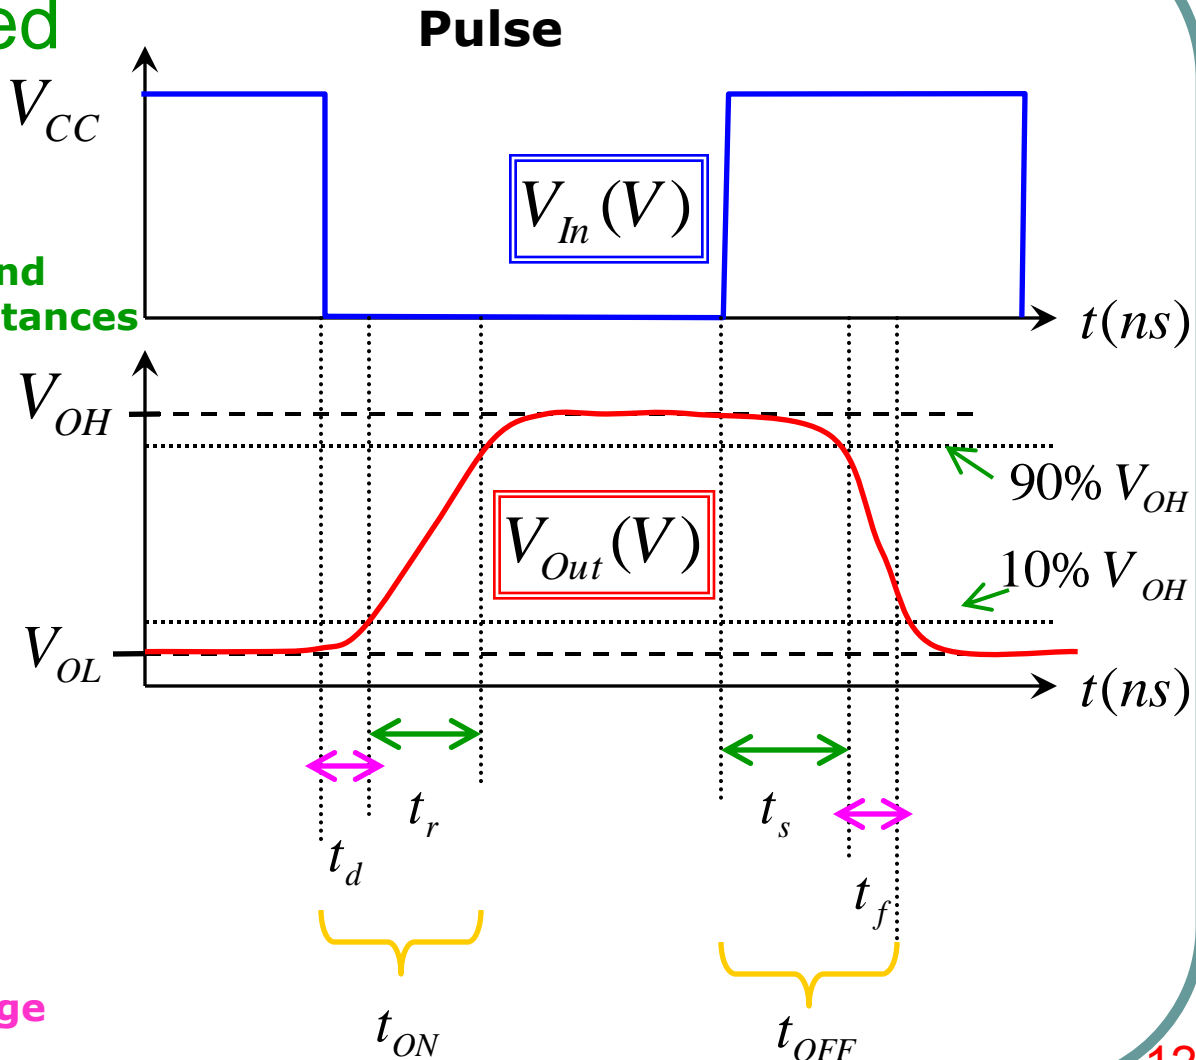 ed
Pulse
V_CC
V_In (V)
nd
tances
t(ns)
V_OH
90% V_OH
V_Out (V)
10% V_OH
V_OL
t(ns)
t_r
t_s
t_d
t_f
ge
t_ON
t_OFF
12